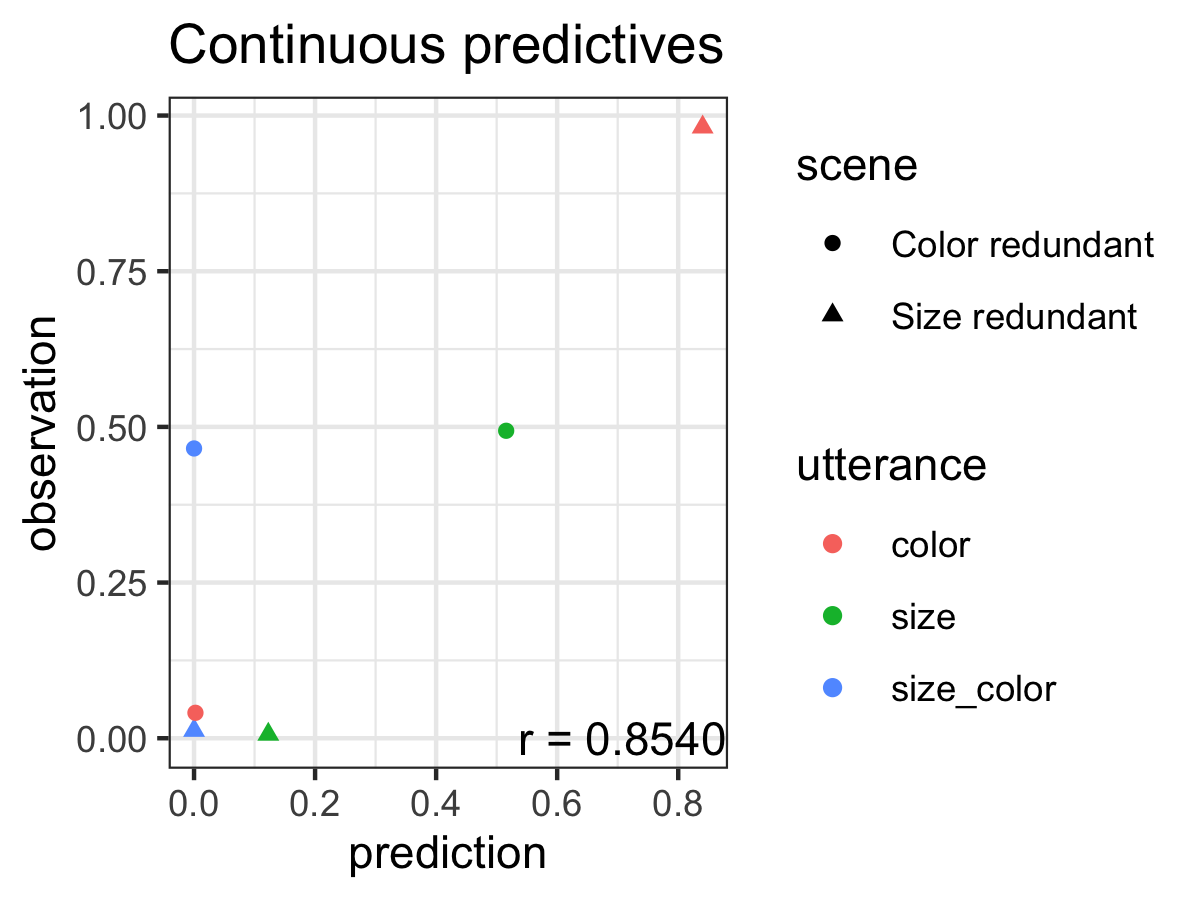 Continuous predictives
observation
1.00
0.75
0.50
0.25
0.00
r = 0.8540
0.0 0.2 0.4 0.6 0.8
prediction
scene
Color redundant
Size redundant
utterance
color
size
size_color